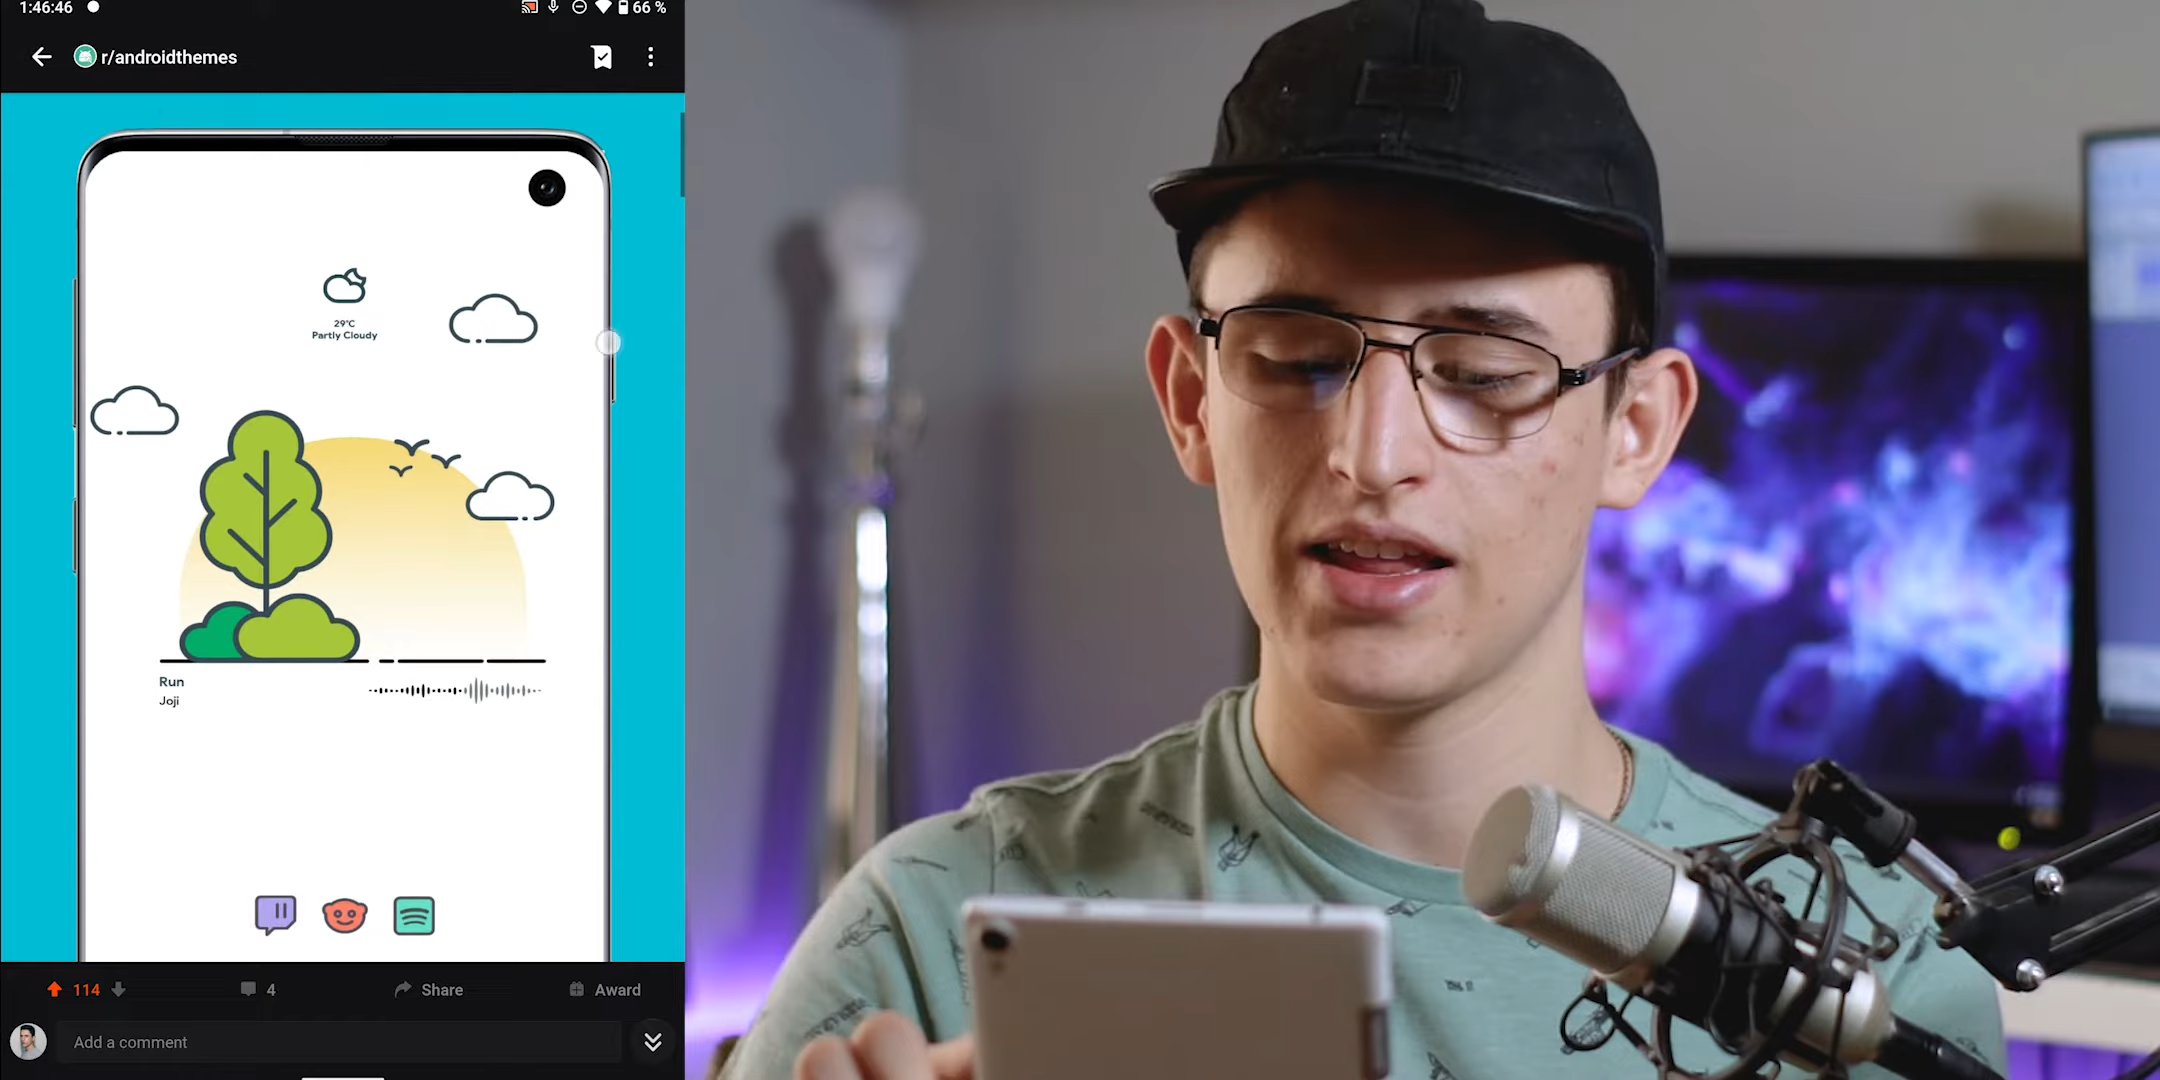 1:46:46
66 %
r/androidthemes
29°C
Partly Cloudy
Run
Joji
114
4
Share
Award
Add a comment